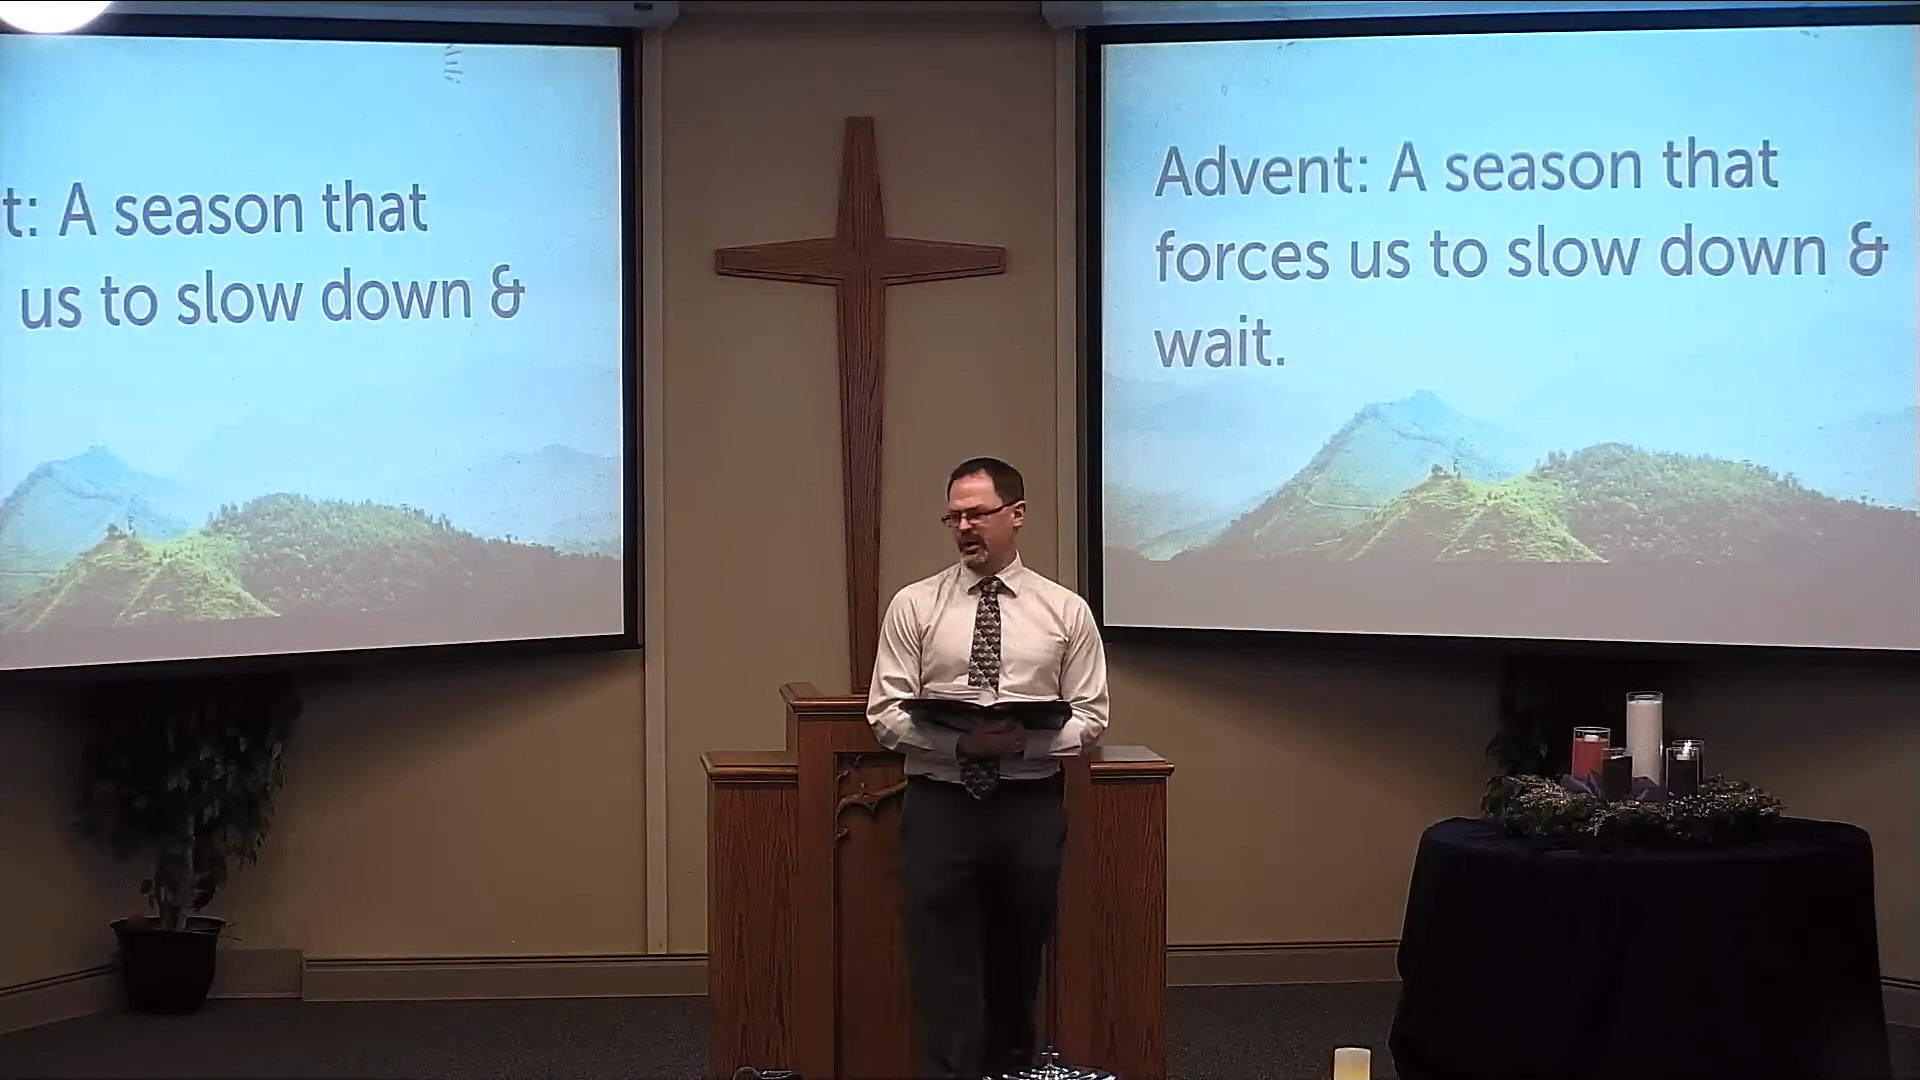 t: A season that
us to slow down &
Advent: A season that
forces us to slow down &
wait.